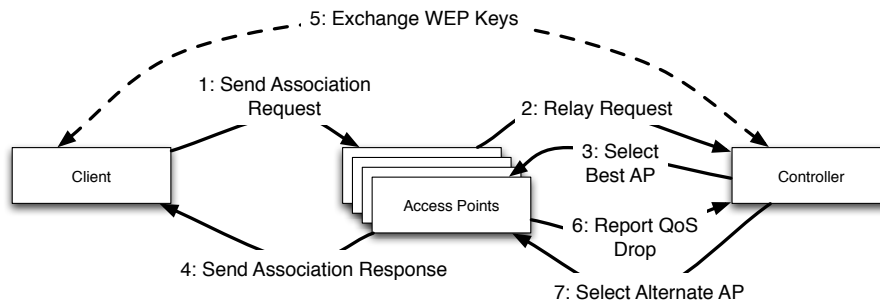 5: Exchange WEP Keys
1: Send Association
Request
2: Relay Request
3: Select
Best AP
Client
Access Points
Controller
6: Report QoS
Drop
4: Send Association Response
7: Select Alternate AP